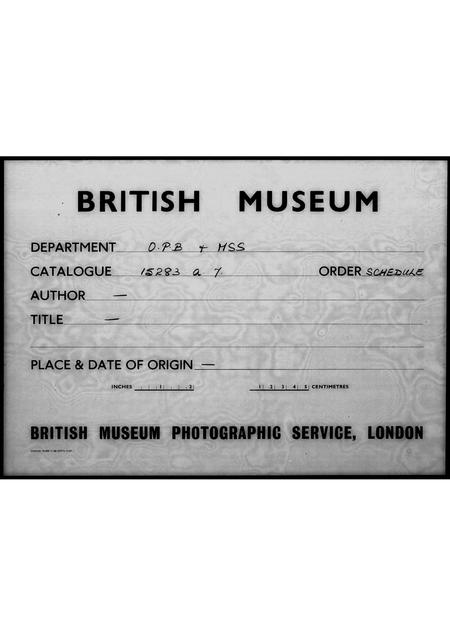 BRITISH MUSEUM
DEPARTMENT O.P.B + MSS
CATALOGUE 15283 a 7. ORDER SCHEDULE
AUTHOR —
TITLE —
PLACE & DATE OF ORIGIN —
INCHES 1 2 1 2 3 4 5 CENTIMETRES
BRITISH MUSEUM PHOTOGRAPHIC SERVICE, LONDON